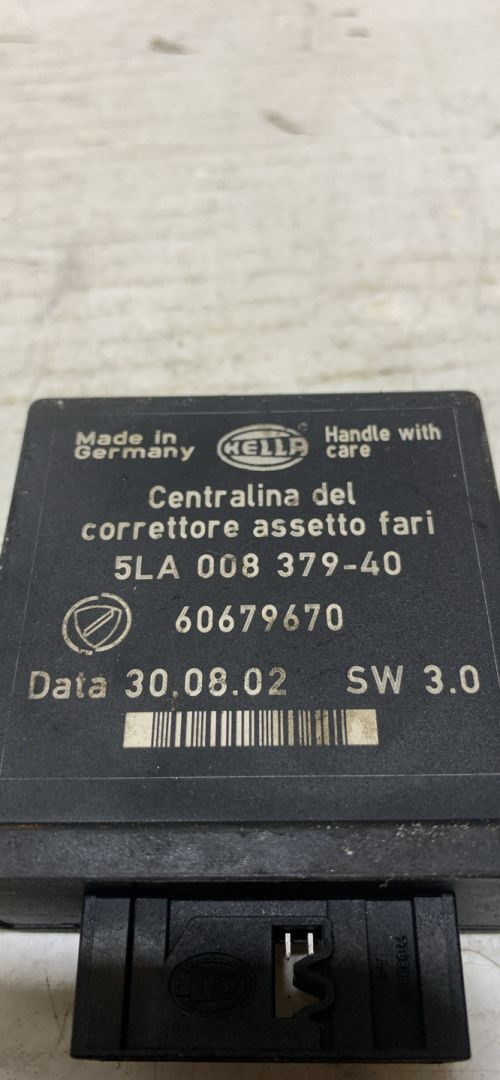 Made in
Germany
HELLA
Handle with
care
Centralina del
correttore assetto fari
5LA 008 379-40
60679670
Data 30.08.02 SW 3.0